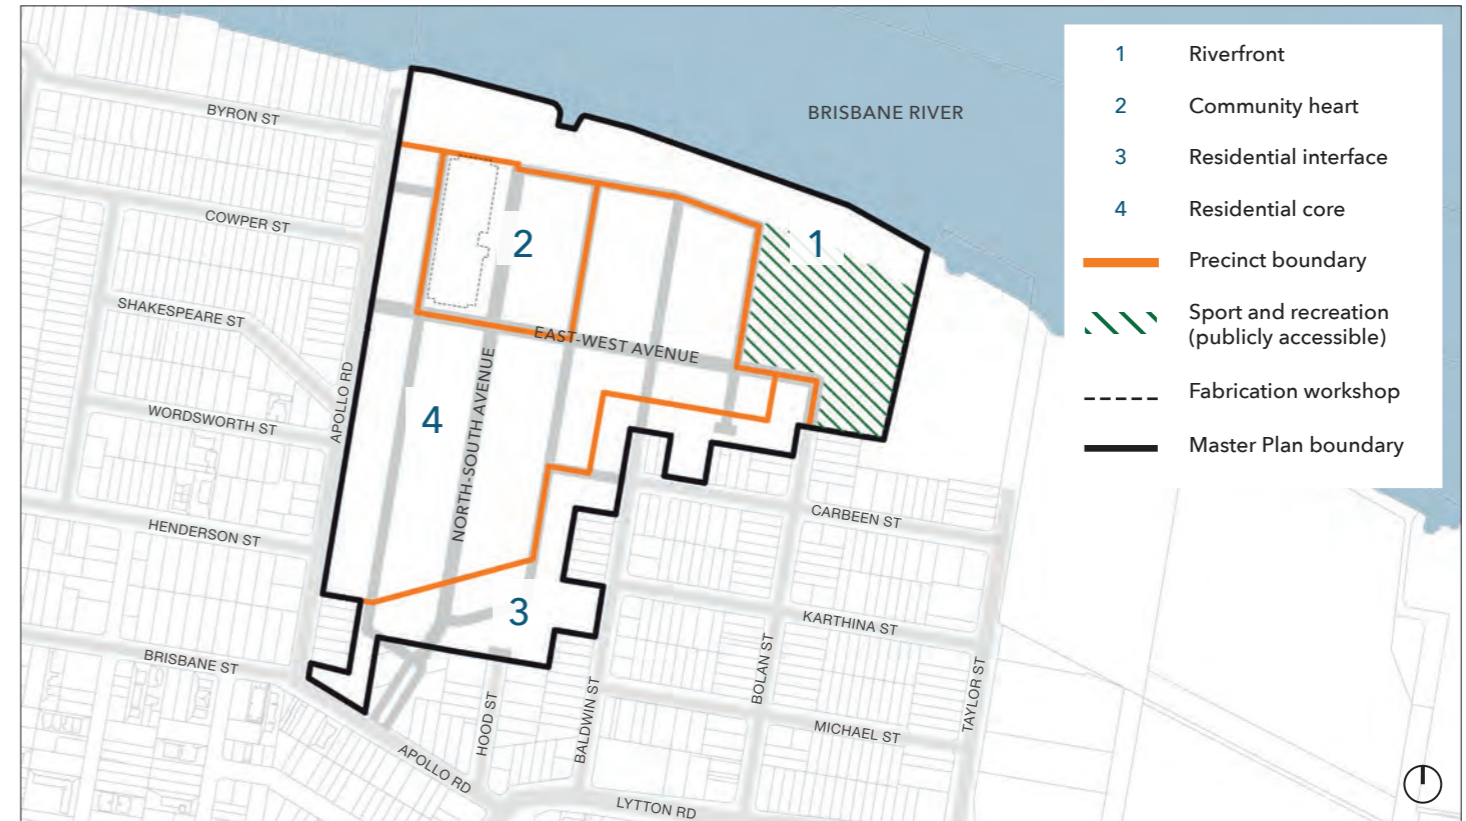 BYRON ST
COWPER ST
SHAKESPEARE ST
WORDSWORTH ST
HENDERSON ST
BRISBANE ST
APOLLO RD
NORTH-SOUTH AVENUE
EAST-WEST AVENUE
BRISBANE RIVER
1
2
3
4
CARBEEN ST
KARTHINA ST
MICHAEL ST
BOLAN ST
TAYLOR ST
BALDWIN ST
HOOD ST
APOLLO RD
LYTTON RD
1 Riverfront
2 Community heart
3 Residential interface
4 Residential core
Precinct boundary
Sport and recreation
(publicly accessible)
Fabrication workshop
Master Plan boundary